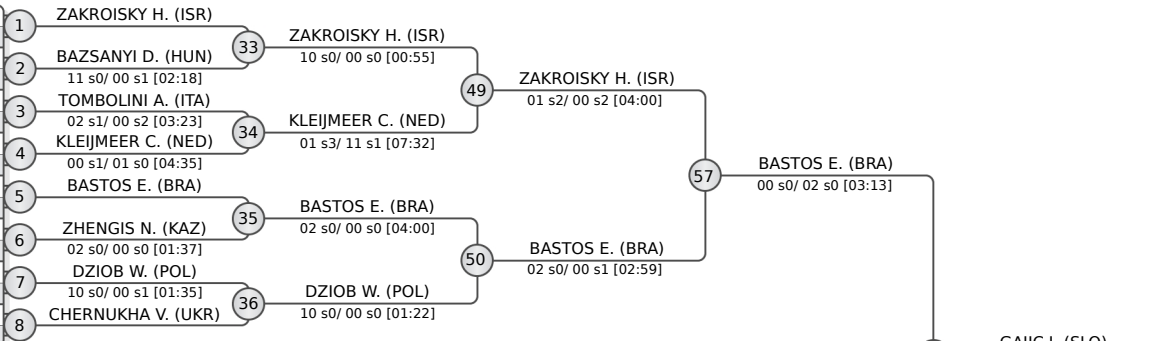 1
ZAKROISKY H. (ISR)
2
BAZSANYI D. (HUN)
11 s0/ 00 s1 [02:18]
3
TOMBOLINI A. (ITA)
02 s1/ 00 s2 [03:23]
4
KLEIJMEER C. (NED)
00 s1/ 01 s0 [04:35]
5
BASTOS E. (BRA)
6
ZHENGIS N. (KAZ)
02 s0/ 00 s0 [01:37]
7
DZIOB W. (POL)
10 s0/ 00 s1 [01:35]
8
CHERNUKHA V. (UKR)
33
ZAKROISKY H. (ISR)
10 s0/ 00 s0 [00:55]
34
KLEIJMEER C. (NED)
01 s3/ 11 s1 [07:32]
35
BASTOS E. (BRA)
02 s0/ 00 s0 [04:00]
36
DZIOB W. (POL)
10 s0/ 00 s0 [01:22]
49
ZAKROISKY H. (ISR)
01 s2/ 00 s2 [04:00]
50
BASTOS E. (BRA)
02 s0/ 00 s1 [02:59]
57
BASTOS E. (BRA)
00 s0/ 02 s0 [03:13]